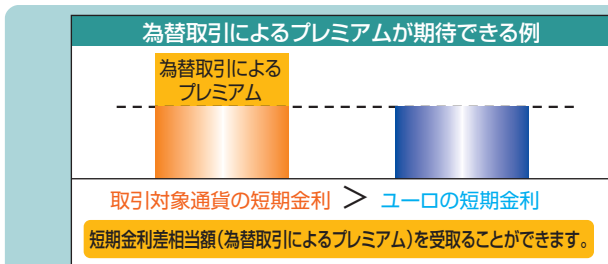 為替取引によるプレミアムが期待できる例
為替取引による
プレミアム
取引対象通貨の短期金利 > ユーロの短期金利
短期金利差相当額(為替取引によるプレミアム)を受取ることができます。